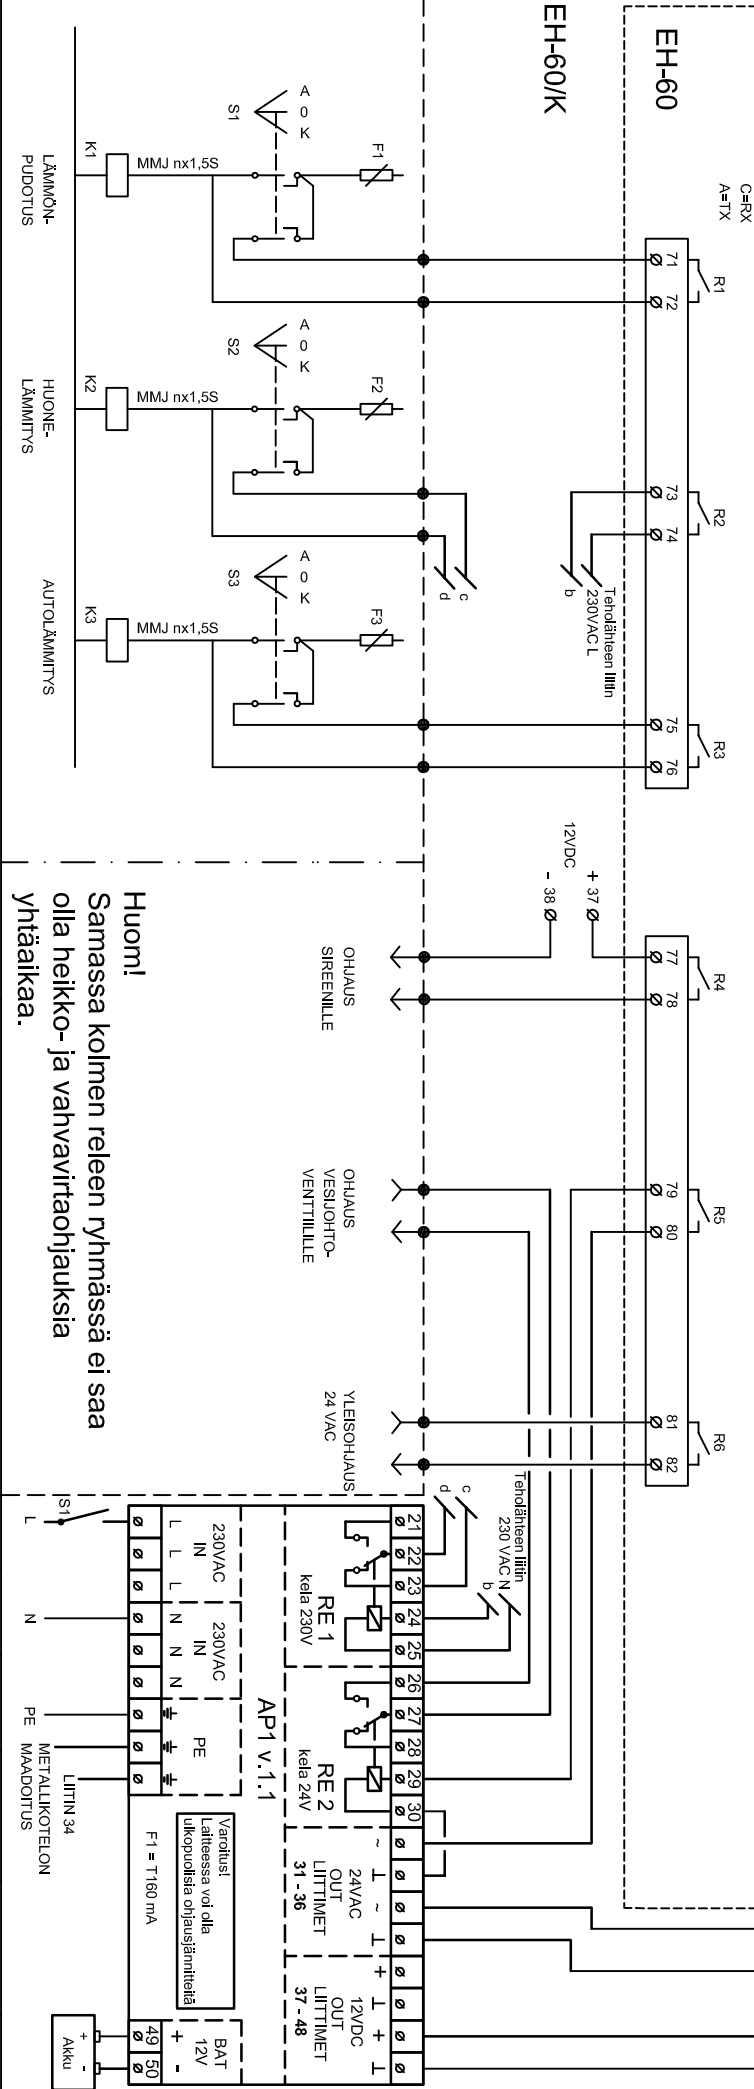 C=RX
A=TX
EH-60
EH-60/K
R1
R2
R3
R4
R5
R6
71
72
73
74
75
76
77
78
79
80
81
82
Teholähteen liitin
230VAC L
b
A
0
K
S1
F1
K1
MMJ nx1,5S
LÄMMÖN-
PUDOTUS
A
0
K
S2
F2
K2
MMJ nx1,5S
HUONE-
LÄMMITYS
c
d
A
0
K
S3
F3
K3
MMJ nx1,5S
AUTOLÄMMITYS
12VDC
+ 37
- 38
OHJAUS
SIREENILLE
OHJAUS
VESIJOHTO-
VENTTIILILLE
YLEISOHJAUS
24 VAC
Huom!
Samassa kolmen releen ryhmässä ei saa
olla heikko- ja vahvavirtaohjauksia
yhtäaikaa.
c
d
Teholähteen liitin
230 VAC N
b
21
22
23
24
25
26
27
28
29
30
~
⊥
~
⊥
+
⊥
+
⊥
RE 1
kela 230V
RE 2
kela 24V
24VAC
OUT
LIITTIMET
31 - 36
12VDC
OUT
LIITTIMET
37 - 48
AP1 v.1.1
230VAC
IN
L
L
L
230VAC
IN
N
N
N
PE
Varoitus!
Laitteessa voi olla
ulkopuolisia ohjausjännitteitä
F1 = T160 mA
BAT
12V
+
-
49
50
S1
L
N
PE
LIITIN 34
METALLIKOTELON
MAADOITUS
+
-
Akku